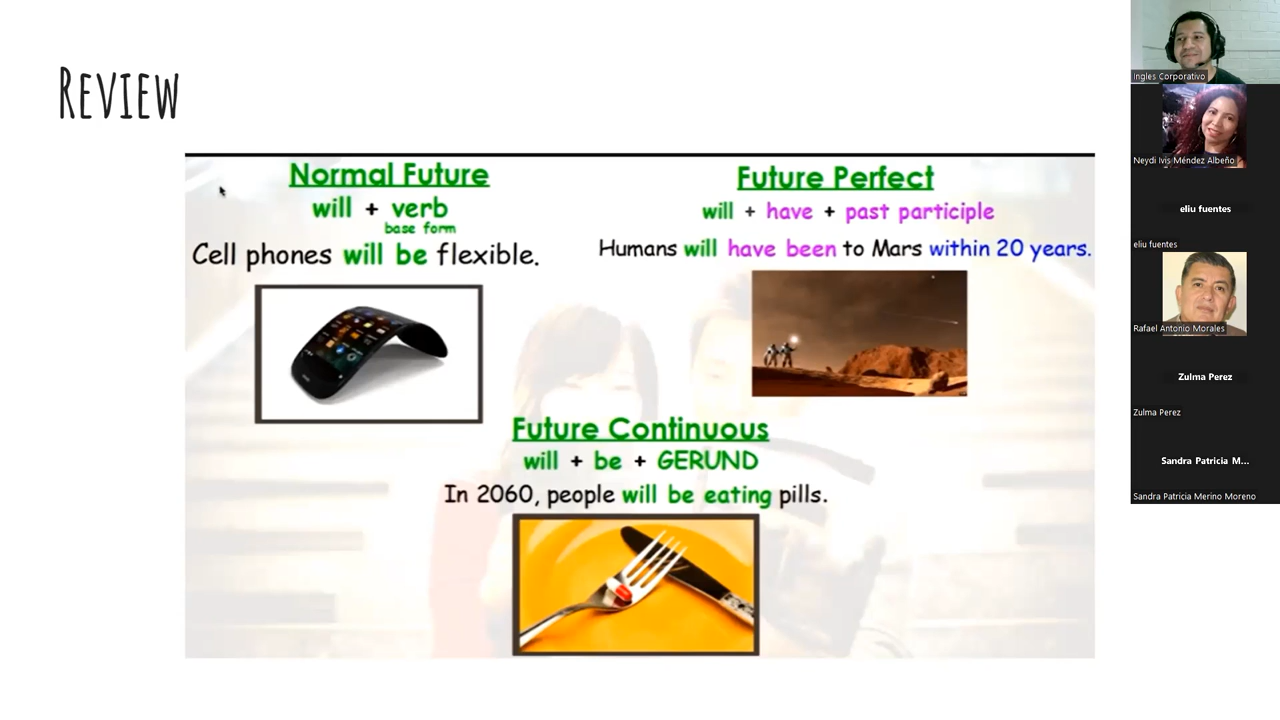 Review
Normal Future
will + verb
base form
Cell phones will be flexible.
Future Perfect
will + have + past participle
Humans will have been to Mars within 20 years.
Future Continuous
will + be + GERUND
In 2060, people will be eating pills.
Ingles Corporativo
Neydi Ivis Méndez Albeño
eliu fuentes
eliu fuentes
Rafael Antonio Morales
Zulma Perez
Zulma Perez
Sandra Patricia M...
Sandra Patricia Merino Moreno